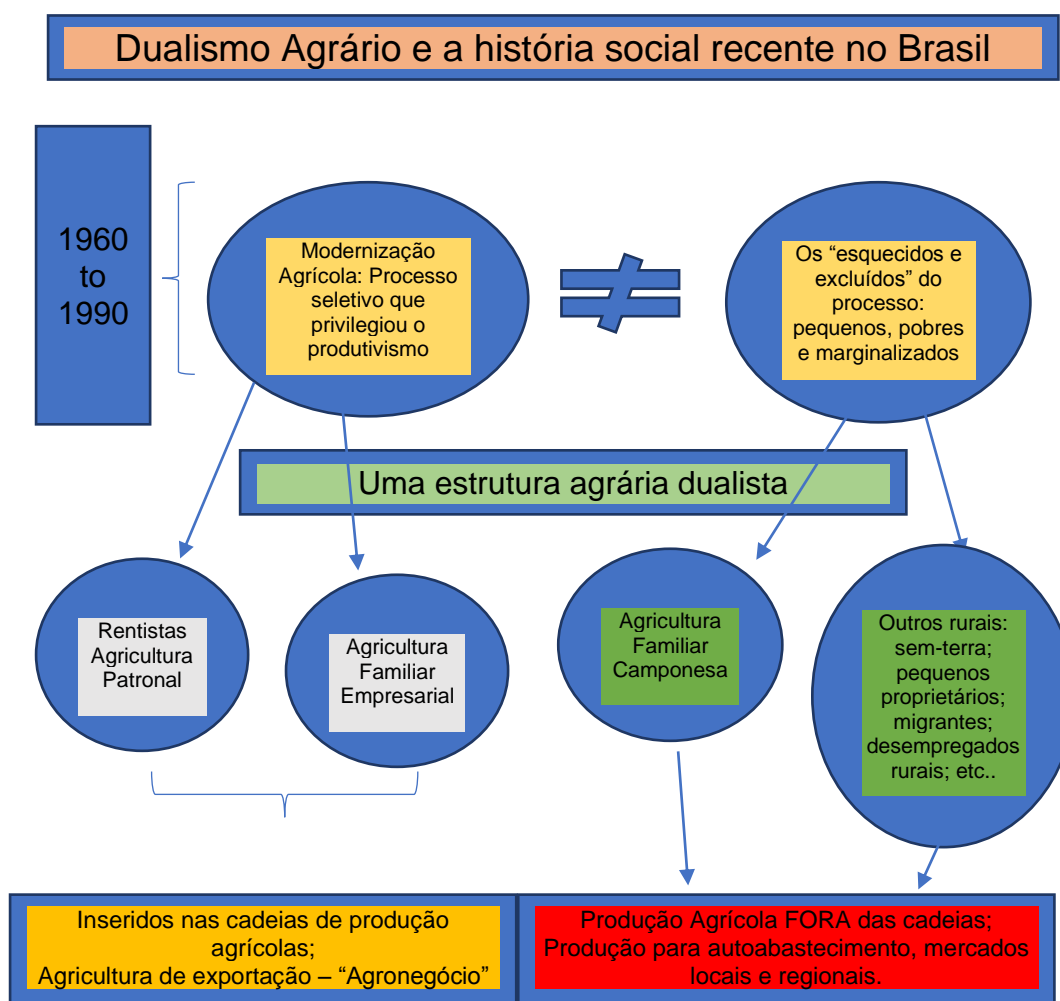 Dualismo Agrário e a história social recente no Brasil
1960
to
1990
Modernização
Agrícola: Processo
seletivo que
privilegiou o
produtivismo
Os “esquecidos e
excluídos” do
processo:
pequenos, pobres
e marginalizados
Uma estrutura agrária dualista
Rentistas
Agricultura
Patronal
Agricultura
Familiar
Empresarial
Agricultura
Familiar
Camponesa
Outros rurais:
sem-terra;
pequenos
proprietários;
migrantes;
desempregados
rurais; etc..
Inseridos nas cadeias de produção
agrícolas;
Agricultura de exportação – “Agronegócio”
Produção Agrícola FORA das cadeias;
Produção para autoabastecimento, mercados
locais e regionais.